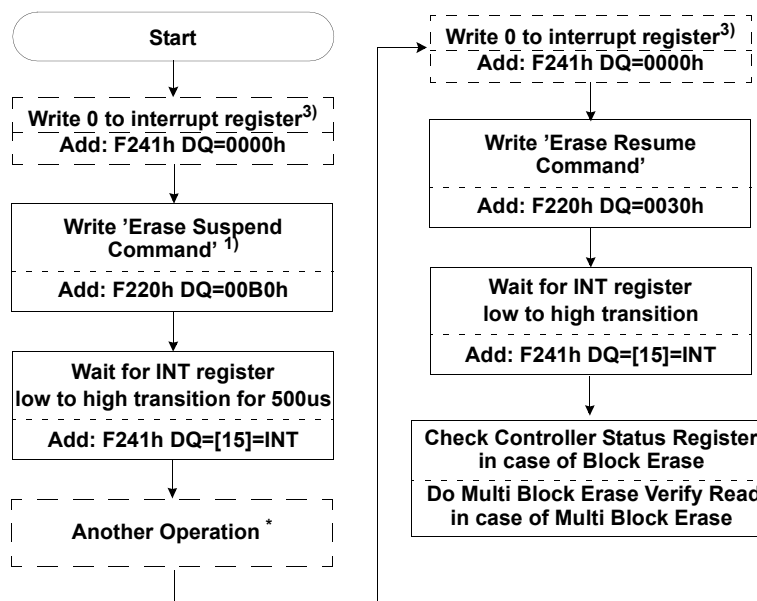 Start
Write 0 to interrupt register3)
Add: F241h DQ=0000h
Write ’Erase Suspend
Command’ 1)
Add: F220h DQ=00B0h
Wait for INT register
low to high transition for 500us
Add: F241h DQ=[15]=INT
Another Operation *
Write 0 to interrupt register3)
Add: F241h DQ=0000h
Write ’Erase Resume
Command’
Add: F220h DQ=0030h
Wait for INT register
low to high transition
Add: F241h DQ=[15]=INT
Check Controller Status Register
in case of Block Erase
Do Multi Block Erase Verify Read
in case of Multi Block Erase